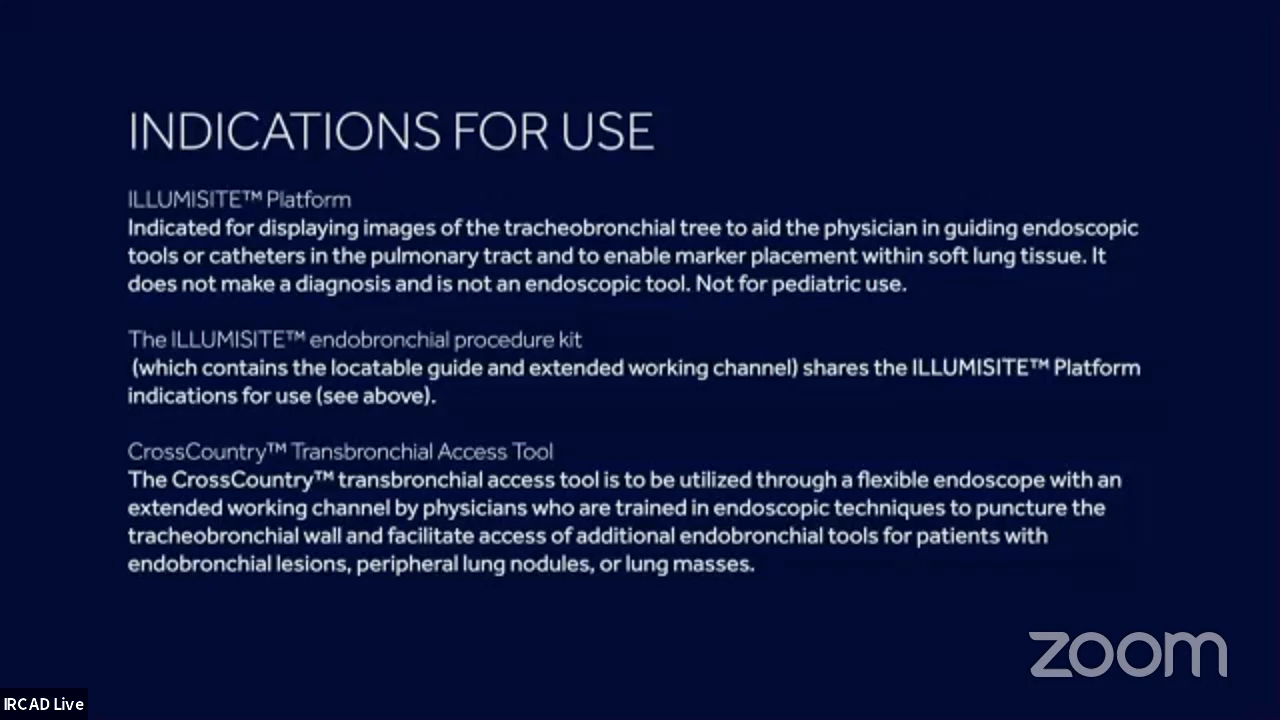 INDICATIONS FOR USE
ILLUMISITE™ Platform
Indicated for displaying images of the tracheobronchial tree to aid the physician in guiding endoscopic
tools or catheters in the pulmonary tract and to enable marker placement within soft lung tissue. It
does not make a diagnosis and is not an endoscopic tool. Not for pediatric use.
The ILLUMISITE™ endobronchial procedure kit
(which contains the locatable guide and extended working channel) shares the ILLUMISITE™ Platform
indications for use (see above).
CrossCountry™ Transbronchial Access Tool
The CrossCountry™ transbronchial access tool is to be utilized through a flexible endoscope with an
extended working channel by physicians who are trained in endoscopic techniques to puncture the
tracheobronchial wall and facilitate access of additional endobronchial tools for patients with
endobronchial lesions, peripheral lung nodules, or lung masses.
zoom
IRCAD Live